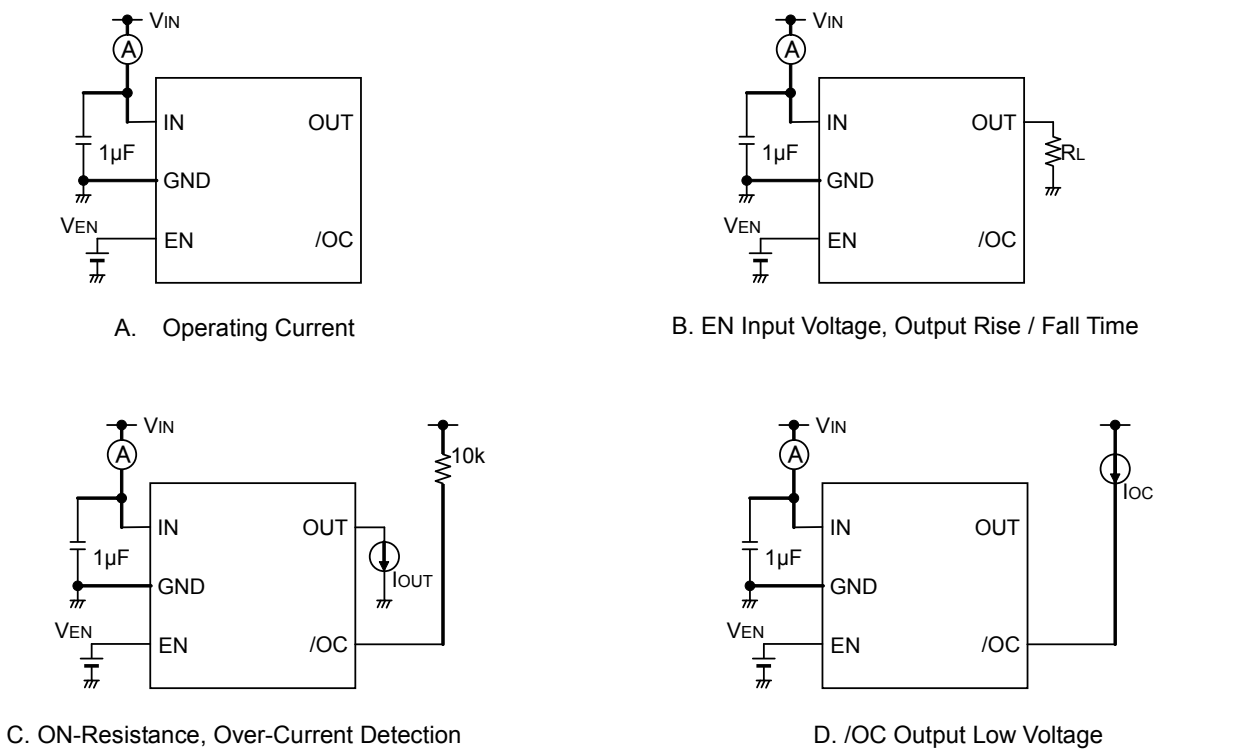 VIN
A
IN
OUT
1µF
GND
VEN
EN
/OC
A. Operating Current
VIN
A
IN
OUT
1µF
RL
GND
VEN
EN
/OC
B. EN Input Voltage, Output Rise / Fall Time
VIN
A
10k
IN
OUT
1µF
IOUT
GND
VEN
EN
/OC
C. ON-Resistance, Over-Current Detection
VIN
A
IOC
IN
OUT
1µF
GND
VEN
EN
/OC
D. /OC Output Low Voltage